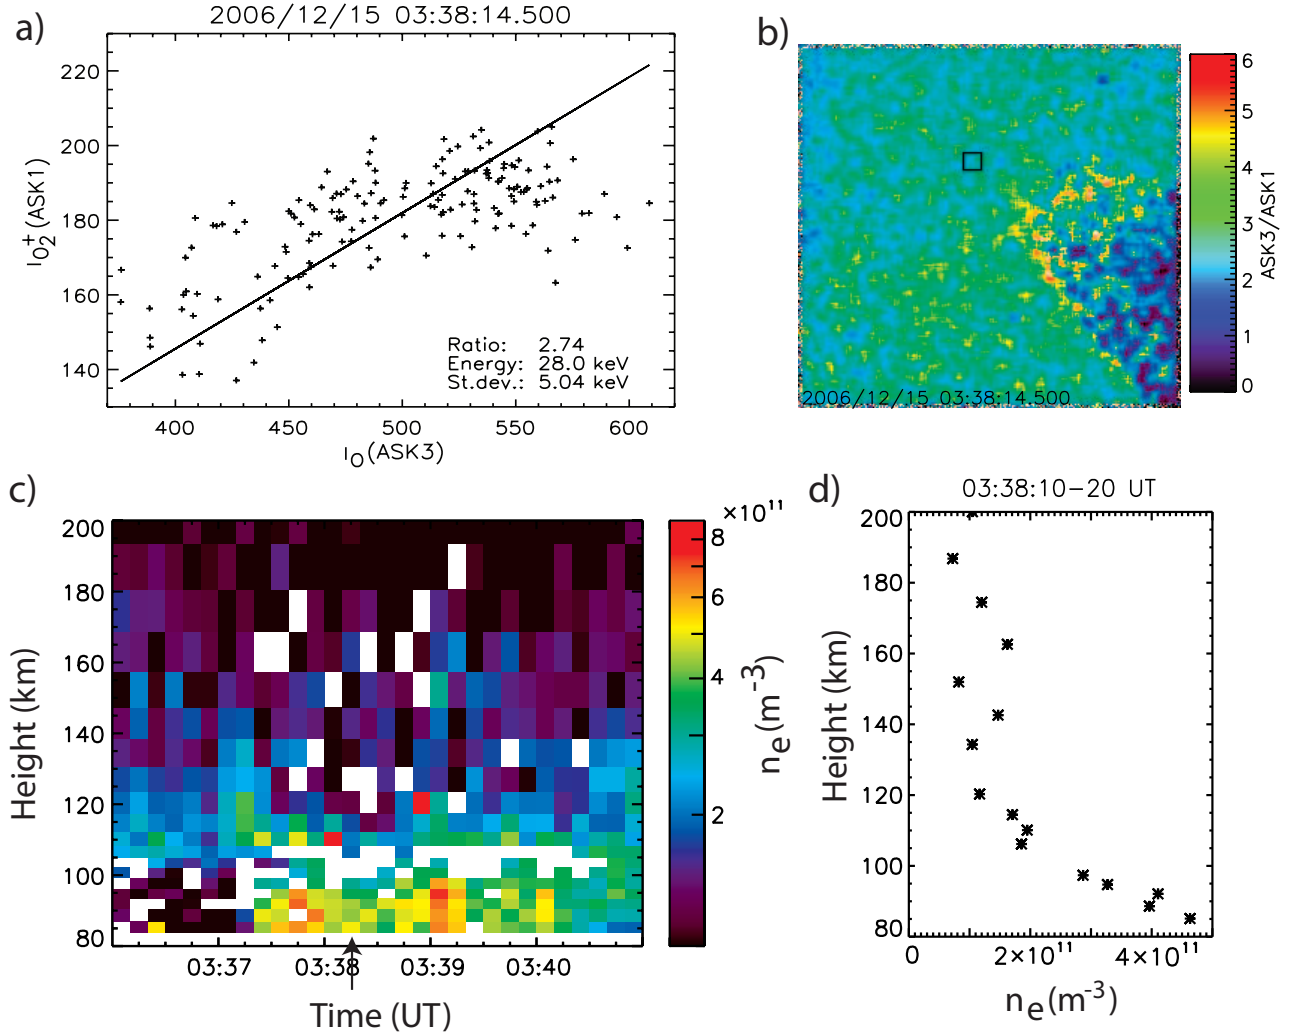 a)
2006/12/15 03:38:14.500
220
200
180
160
140
I_O2^+(ASK1)
Ratio: 2.74
Energy: 28.0 keV
St.dev.: 5.04 keV
400 450 500 550 600
I_O(ASK3)
b)
2006/12/15 03:38:14.500
6
5
4
3
2
1
0
ASK3/ASK1
c)
200
180
160
140
120
100
80
Height (km)
03:37 03:38 03:39 03:40
Time (UT)
×10^11
8
6
4
2
n_e(m^-3)
d)
03:38:10−20 UT
200
180
160
140
120
100
80
Height (km)
0 2×10^11 4×10^11
n_e(m^-3)